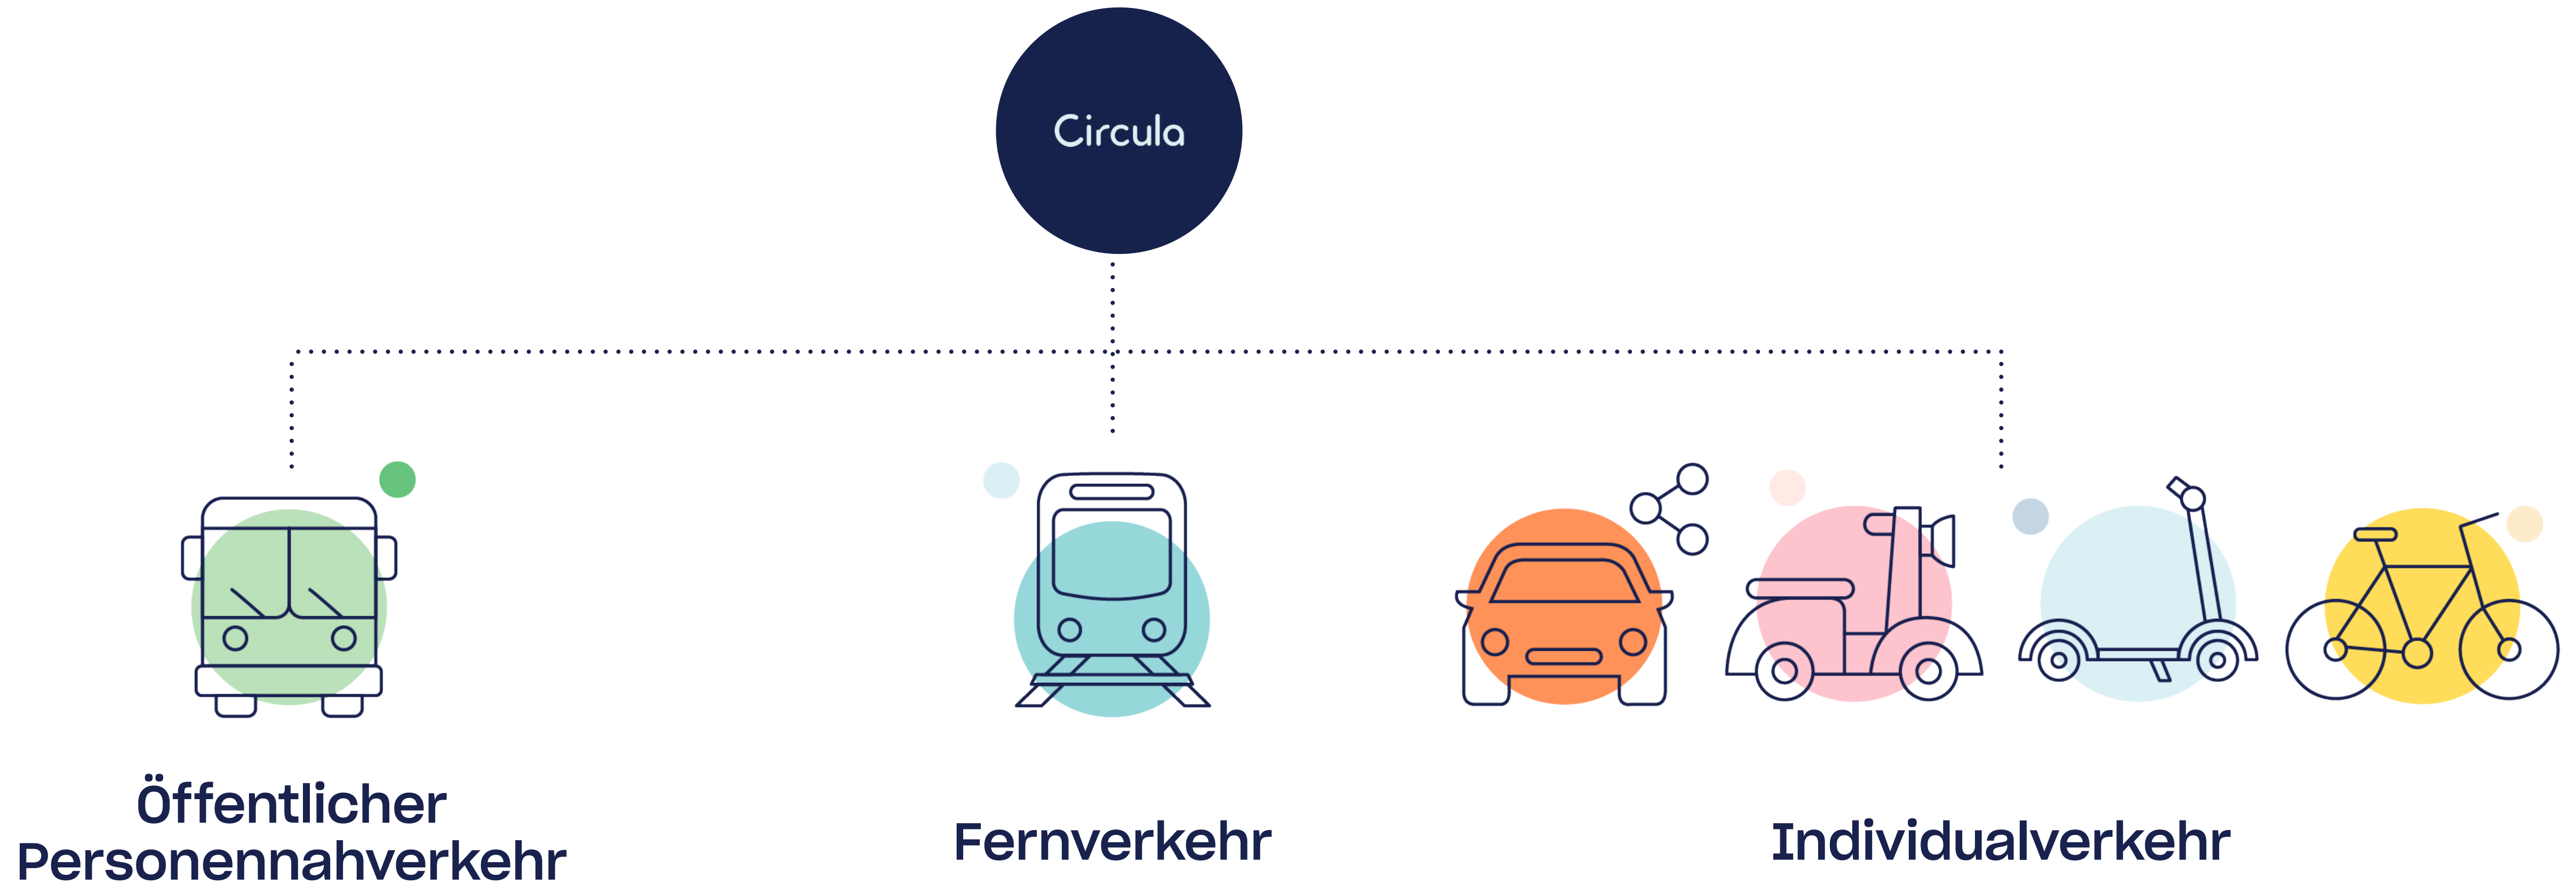 Circula
Öffentlicher
Personennahverkehr
Fernverkehr
Individualverkehr